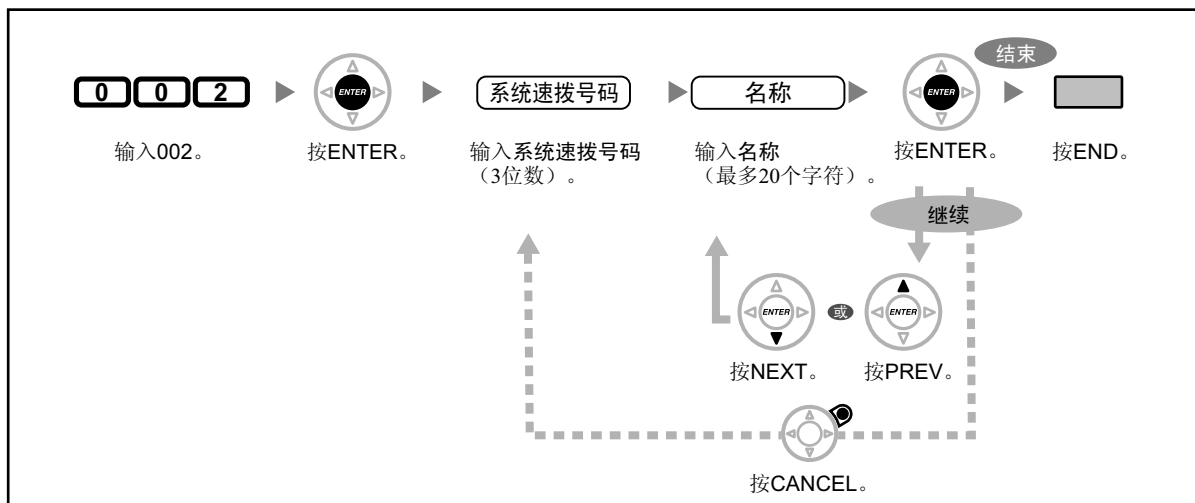 结束
0 0 2
ENTER
系统速拨号码
名称
ENTER
输入002。
按ENTER。
输入系统速拨号码
（3位数）。
输入名称
（最多20个字符）。
按ENTER。
按END。
继续
ENTER
或
ENTER
按NEXT。
按PREV。
按CANCEL。